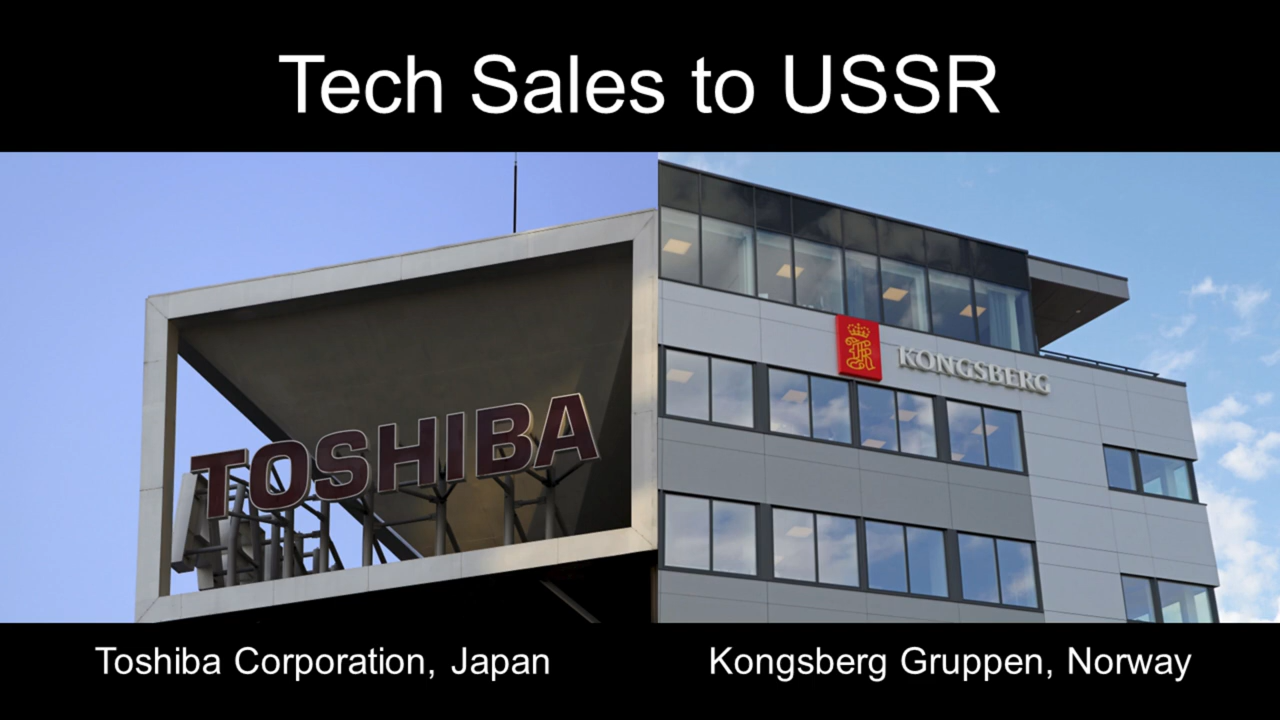 Tech Sales to USSR
TOSHIBA
KONGSBERG
Toshiba Corporation, Japan
Kongsberg Gruppen, Norway